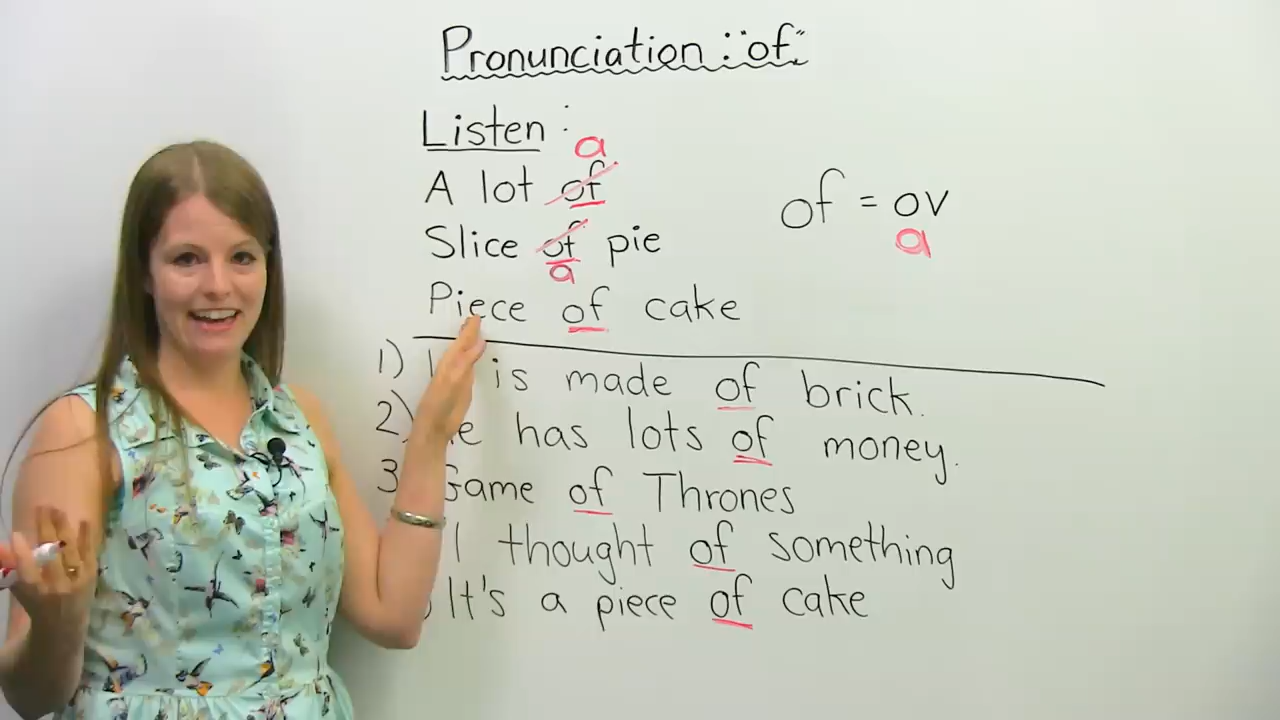 Pronunciation : "of"
Listen :
a
A lot of
Slice of pie
a
Piece of cake
of = ov
a
1) is made of brick.
2) has lots of money.
3 Game of Thrones
I thought of something
It's a piece of cake